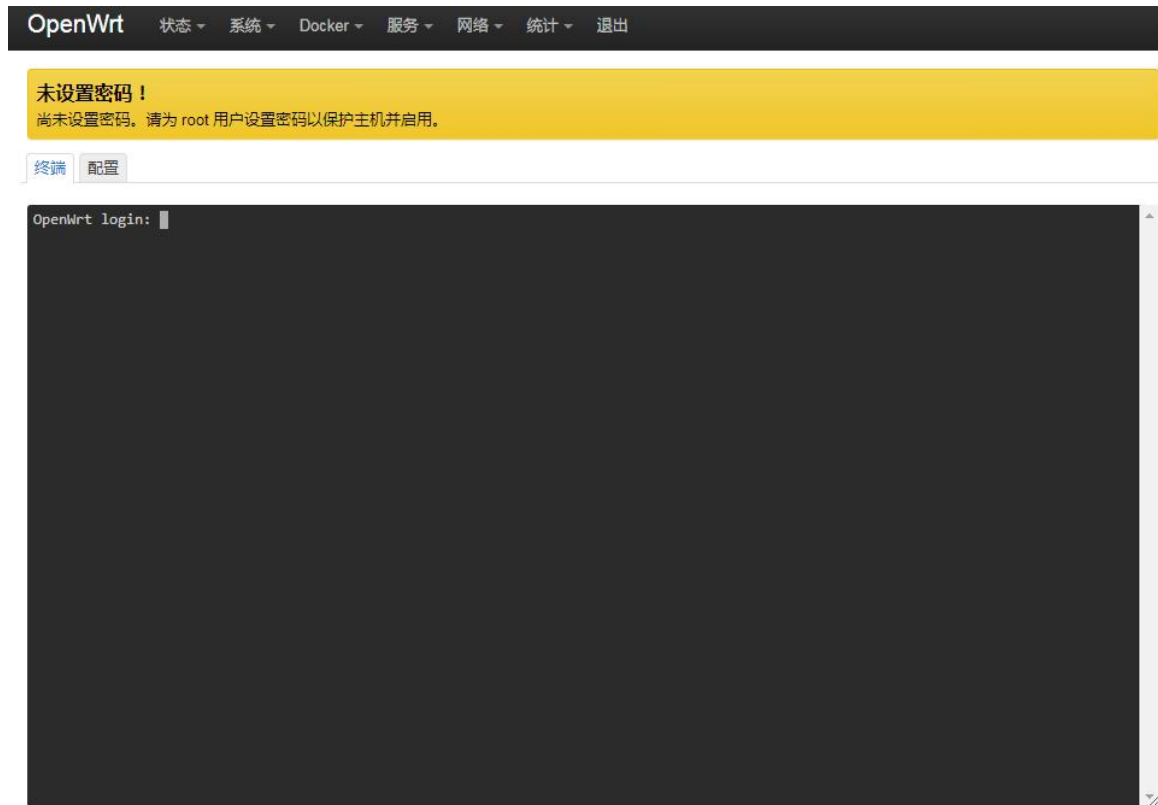 OpenWrt 状态 系统 Docker 服务 网络 统计 退出
未设置密码！
尚未设置密码。请为 root 用户设置密码以保护主机并启用。
终端 配置
OpenWrt login: